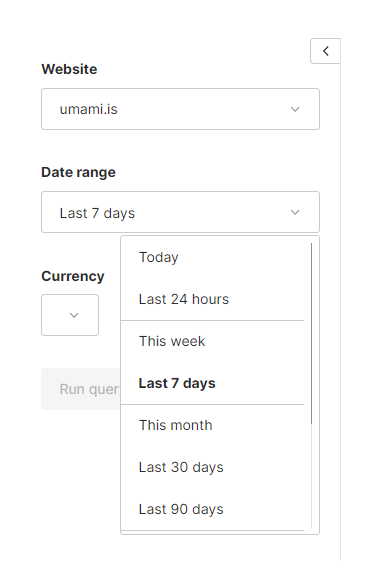 Website
umami.is
Date range
Last 7 days
Currency
Today
Last 24 hours
This week
Last 7 days
This month
Last 30 days
Last 90 days
Run quer